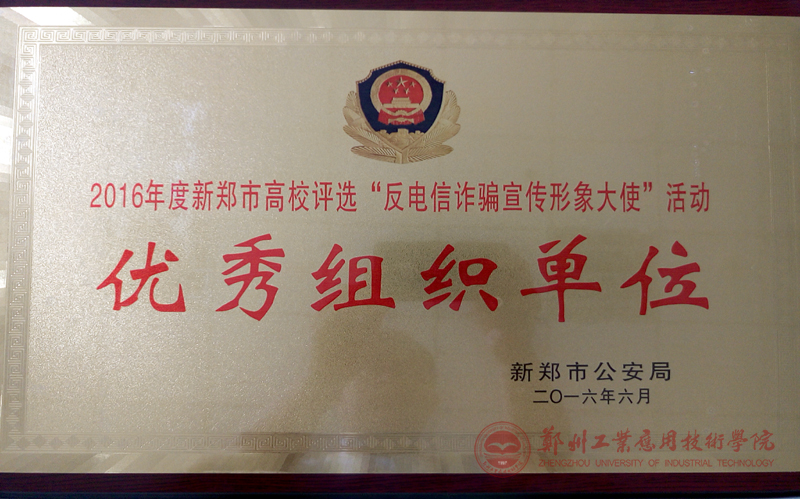 2016年度新郑市高校评选“反电信诈骗宣传形象大使”活动
优秀组织单位
新郑市公安局
二〇一六年六月
鄭州工業應用技術學院
ZHENGZHOU UNIVERSITY OF INDUSTRIAL TECHNOLOGY